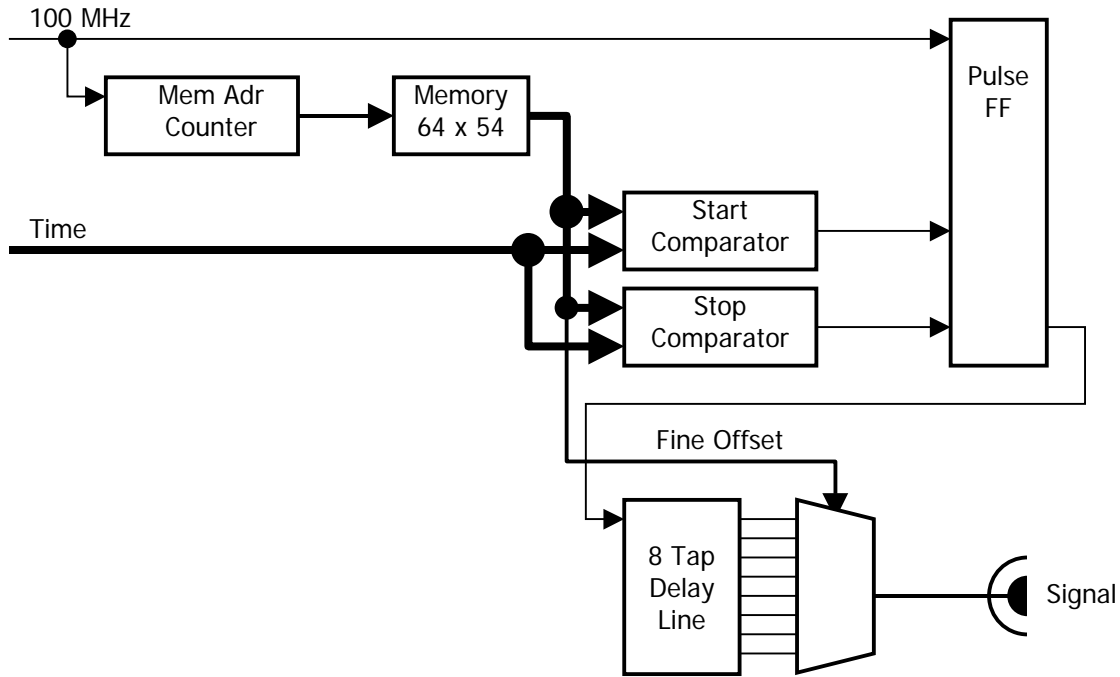 100 MHz
Mem Adr
Counter
Memory
64 x 54
Pulse
FF
Time
Start
Comparator
Stop
Comparator
Fine Offset
8 Tap
Delay
Line
Signal